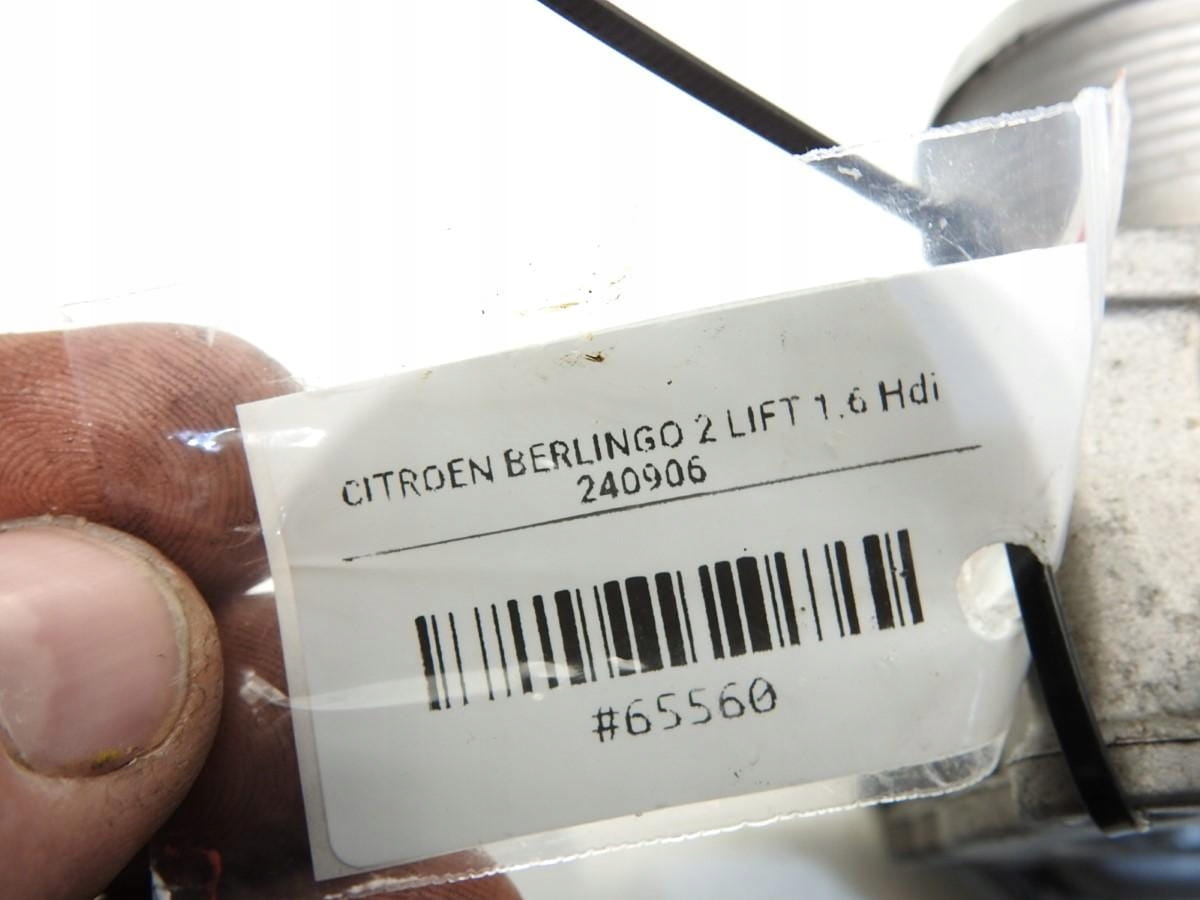 CITROEN BERLINGO 2 LIFT 1.6 Hdi
240906
#65560